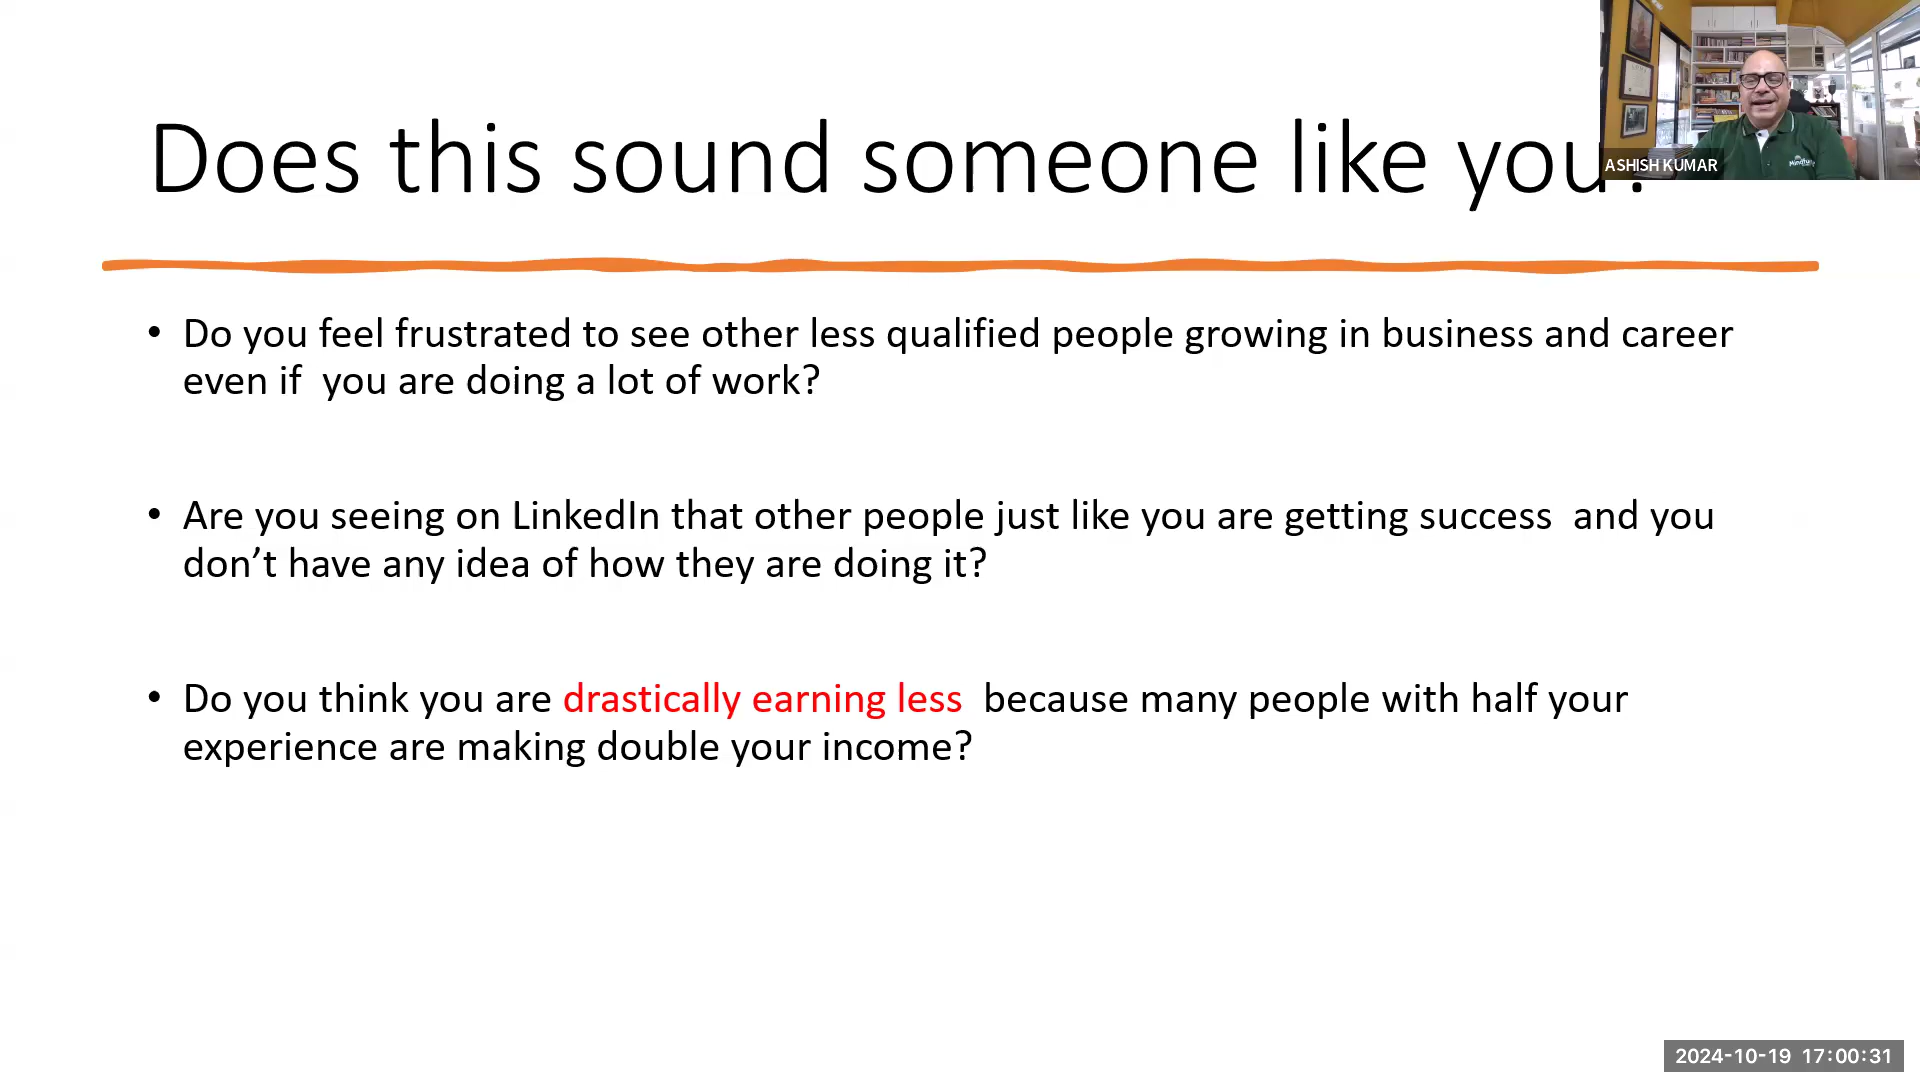 Does this sound someone like you?
ASHISH KUMAR
• Do you feel frustrated to see other less qualified people growing in business and career
even if  you are doing a lot of work?
• Are you seeing on LinkedIn that other people just like you are getting success  and you
don’t have any idea of how they are doing it?
• Do you think you are drastically earning less  because many people with half your
experience are making double your income?
2024-10-19 17:00:31